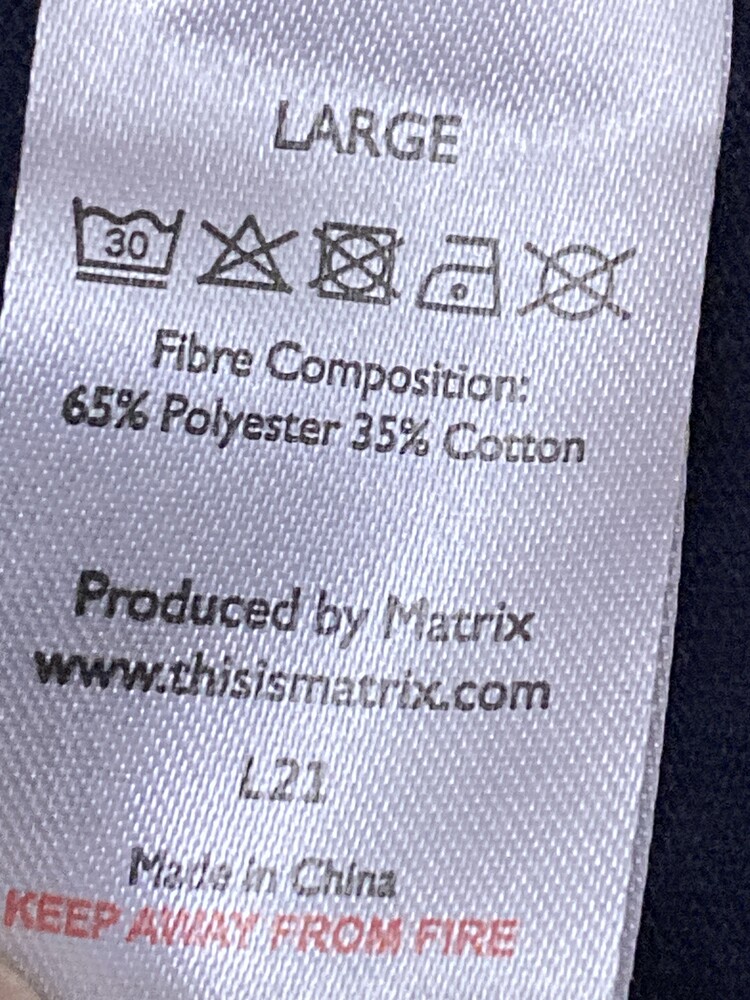 LARGE
30
Fibre Composition:
65% Polyester 35% Cotton
Produced by Matrix
www.thisismatrix.com
L21
Made in China
KEEP AWAY FROM FIRE